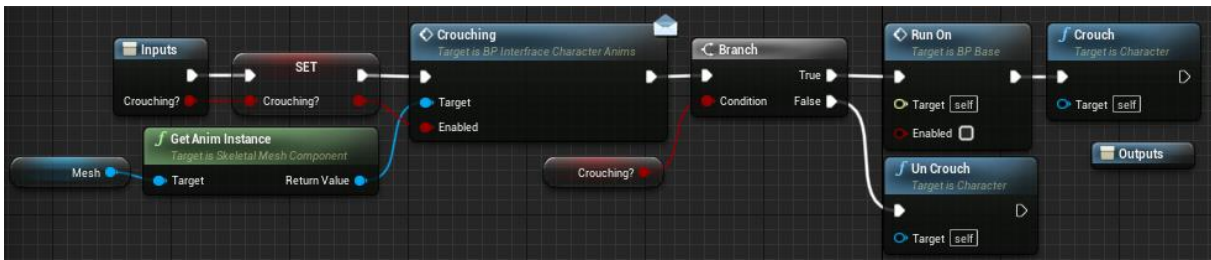 Inputs
Crouching?
SET
Crouching?
Crouching
Target is BP Interfrace Character Anims
Target
Enabled
Branch
True
Condition
False
Run On
Target is BP Base
Target self
Enabled
Crouch
Target is Character
Target self
Mesh
Get Anim Instance
Target is Skeletal Mesh Component
Target
Return Value
Crouching?
Un Crouch
Target is Character
Target self
Outputs